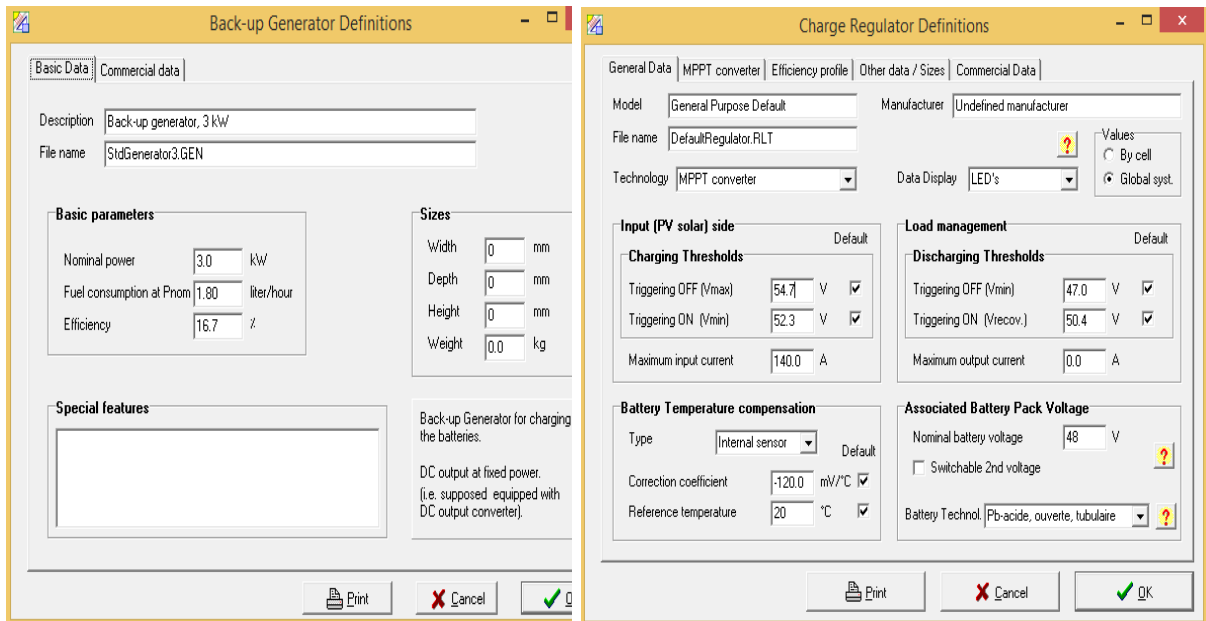 Back-up Generator Definitions
Basic Data
Commercial data
Description Back-up generator, 3 kW
File name StdGenerator3.GEN
Basic parameters
Nominal power 3.0 kW
Fuel consumption at Pnom 1.80 liter/hour
Efficiency 16.7 %
Sizes
Width 0 mm
Depth 0 mm
Height 0 mm
Weight 0.0 kg
Special features
Back-up Generator for charging
the batteries.
DC output at fixed power.
(i.e. supposed equipped with
DC output converter).
Print
Cancel
Charge Regulator Definitions
x
General Data
MPPT converter
Efficiency profile
Other data / Sizes
Commercial Data
Model General Purpose Default
Manufacturer Undefined manufacturer
File name DefaultRegulator.RLT
?
Technology MPPT converter
Data Display LED's
Values
By cell
Global syst.
Input (PV solar) side
Default
Charging Thresholds
Triggering OFF (Vmax) 54.7 V
Triggering ON (Vmin) 52.3 V
Maximum input current 140.0 A
Load management
Default
Discharging Thresholds
Triggering OFF (Vmin) 47.0 V
Triggering ON (Vrecov.) 50.4 V
Maximum output current 0.0 A
Battery Temperature compensation
Type Internal sensor
Default
Correction coefficient -120.0 mV/°C
Reference temperature 20 °C
Associated Battery Pack Voltage
Nominal battery voltage 48 V
Switchable 2nd voltage
?
Battery Technol. Pb-acide, ouverte, tubulaire
?
Print
Cancel
OK